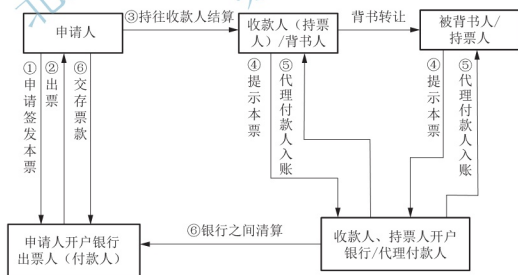 申请人
③持往收款人结算
收款人（持票
人）/背书人
背书转让
被背书人/
持票人
①申请签发本票
②出票
⑥交存票款
④提示本票
⑤代理付款人入账
④提示本票
⑤代理付款人入账
申请人开户银行
出票人（付款人）
⑥银行之间清算
收款人、持票人开户
银行/代理付款人